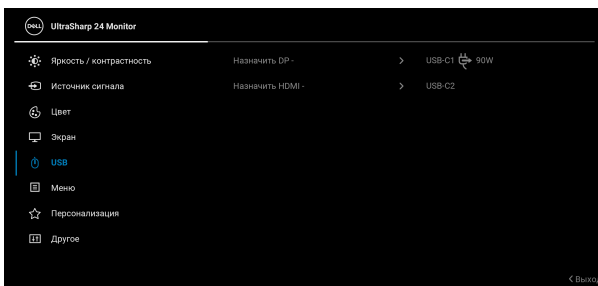 DELL UltraSharp 24 Monitor
Яркость / контрастность Назначить DP - USB-C1 90W
Источник сигнала Назначить HDMI - USB-C2
Цвет
Экран
USB
Меню
Персонализация
Другое
Выход